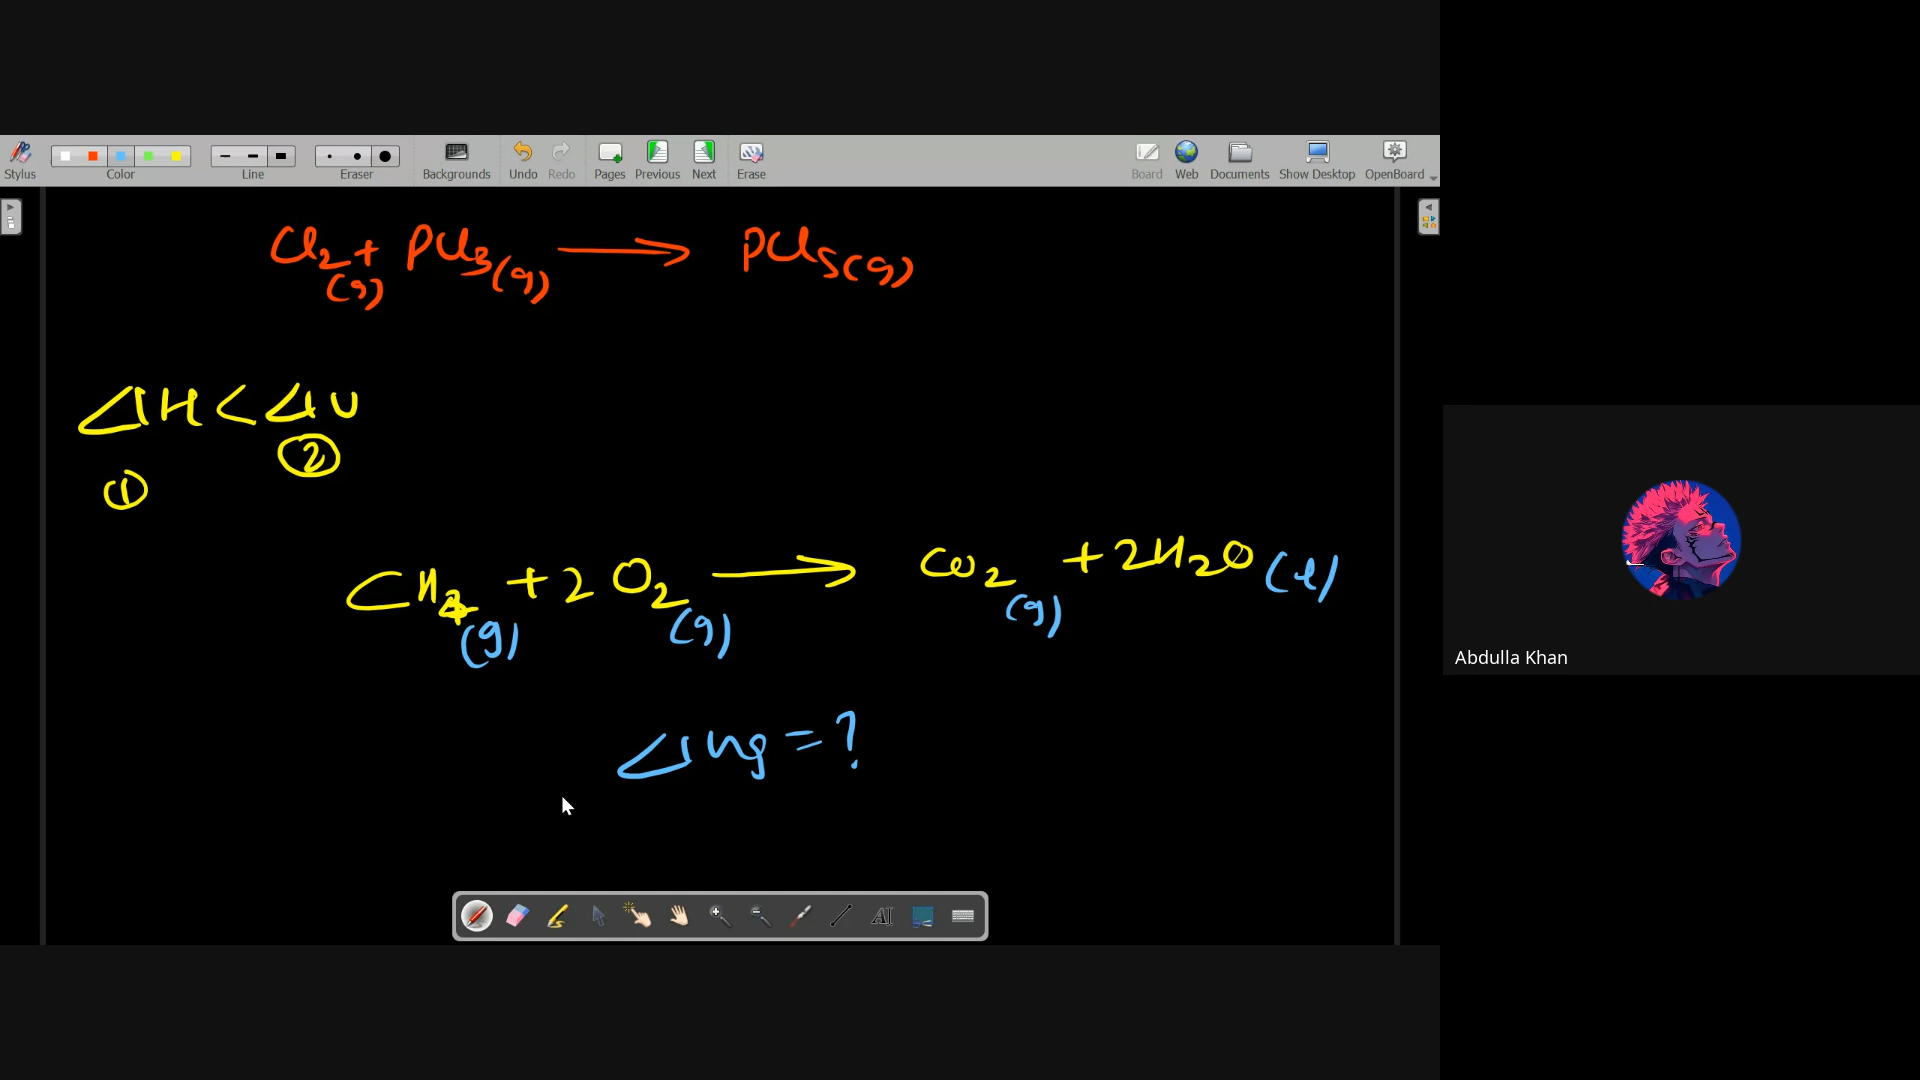 Stylus Color Line Eraser Backgrounds Undo Redo Pages Previous Next Erase Board Web Documents Show Desktop OpenBoard
Cl₂(g) + PCl₃(g) ⟶ PCl₅(g)
ΔH < ΔU
① ②
CH₄(g) + 2O₂(g) ⟶ CO₂(g) + 2H₂O(l)
Abdulla Khan
Δng = ?
AI